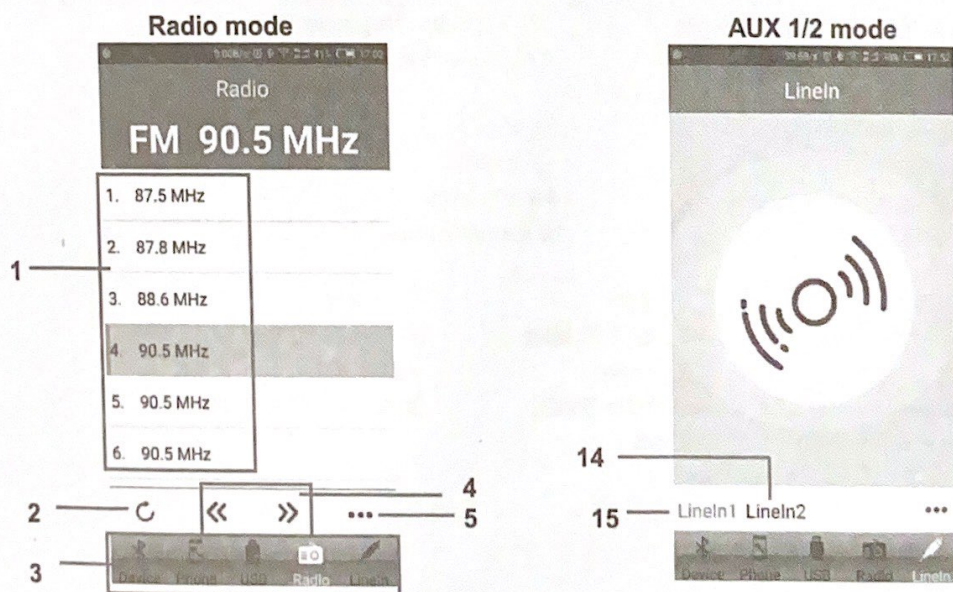 Radio mode
Radio
FM 90.5 MHz
1. 87.5 MHz
2. 87.8 MHz
3. 88.6 MHz
4. 90.5 MHz
5. 90.5 MHz
6. 90.5 MHz
1
2
3
4
5
Device Phone USB Radio LineIn
AUX 1/2 mode
17:52
LineIn
14
15
LineIn1 LineIn2
Device Phone USB Radio LineIn